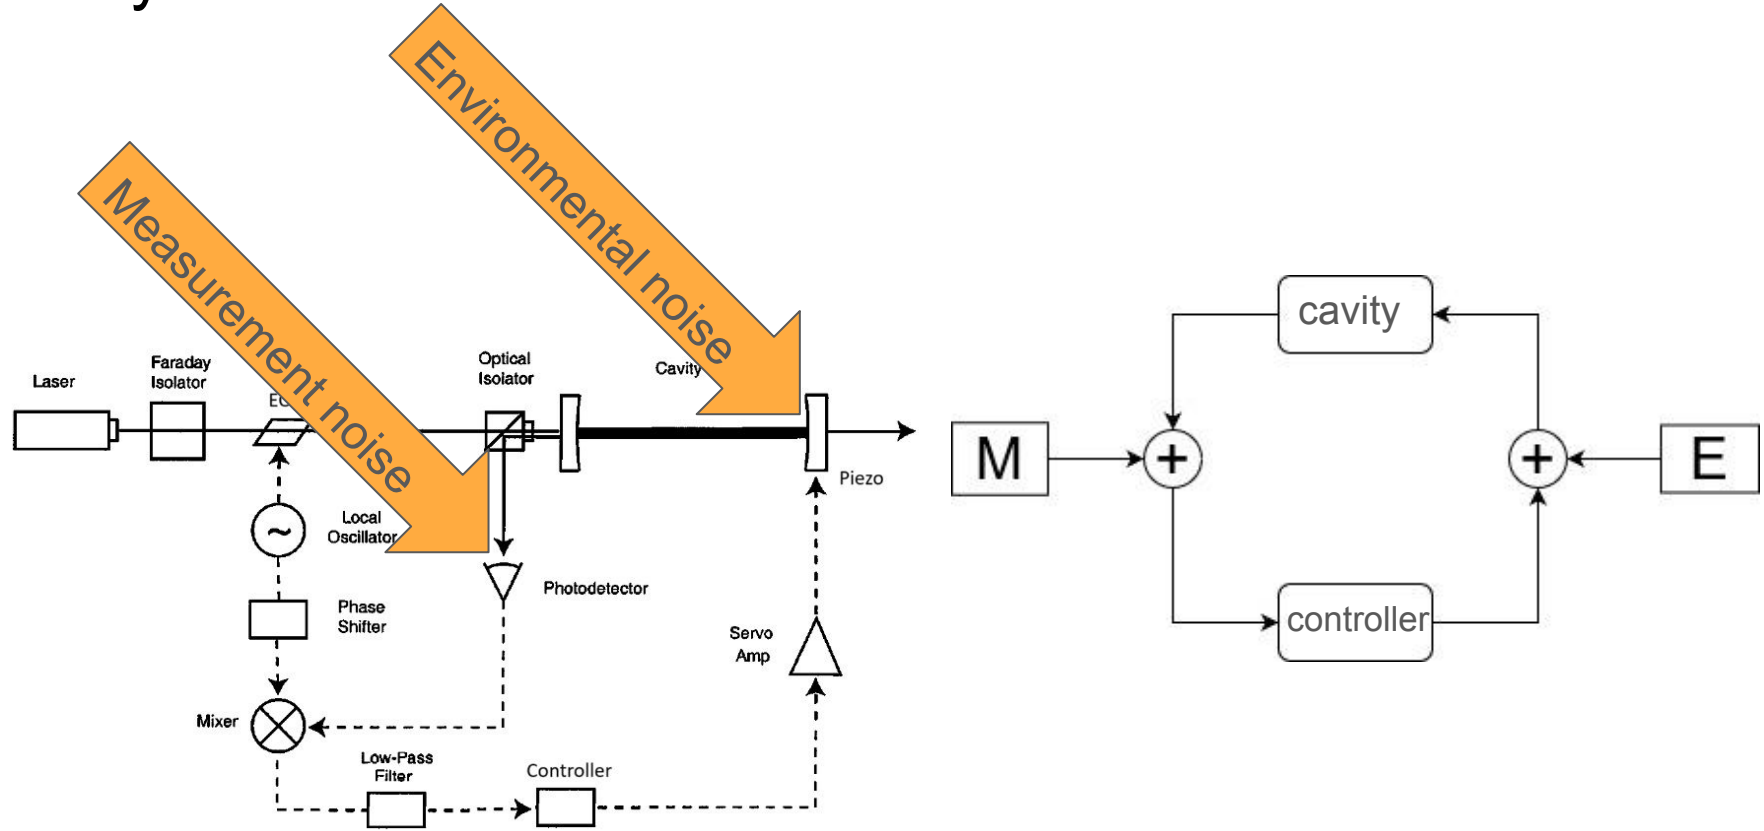 y
Environmental noise
Measurement noise
Laser
Faraday
Isolator
Optical
Isolator
Cavity
Piezo
Local
Oscillator
~
Phase
Shifter
Photodetector
Servo
Amp
Mixer
Low-Pass
Filter
Controller
cavity
M
+
+
E
controller